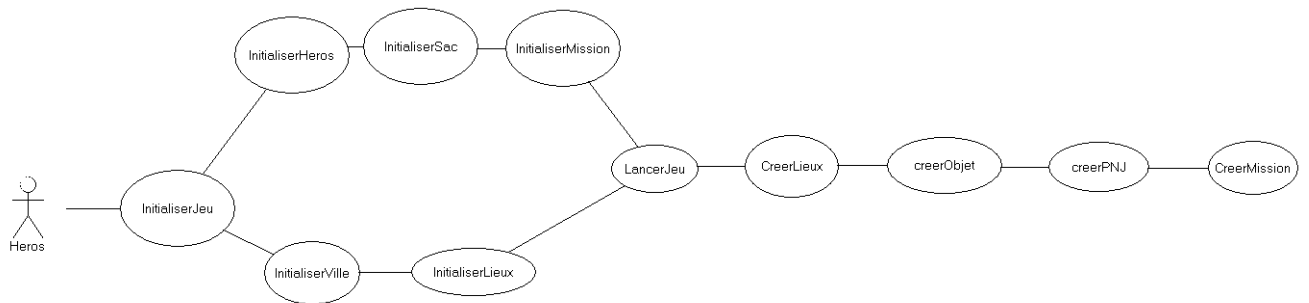 InitialiserHeros
InitialiserSac
InitialiserMission
LancerJeu
CreerLieux
creerObjet
creerPNJ
CreerMission
InitialiserJeu
Heros
InitialiserVille
InitialiserLieux